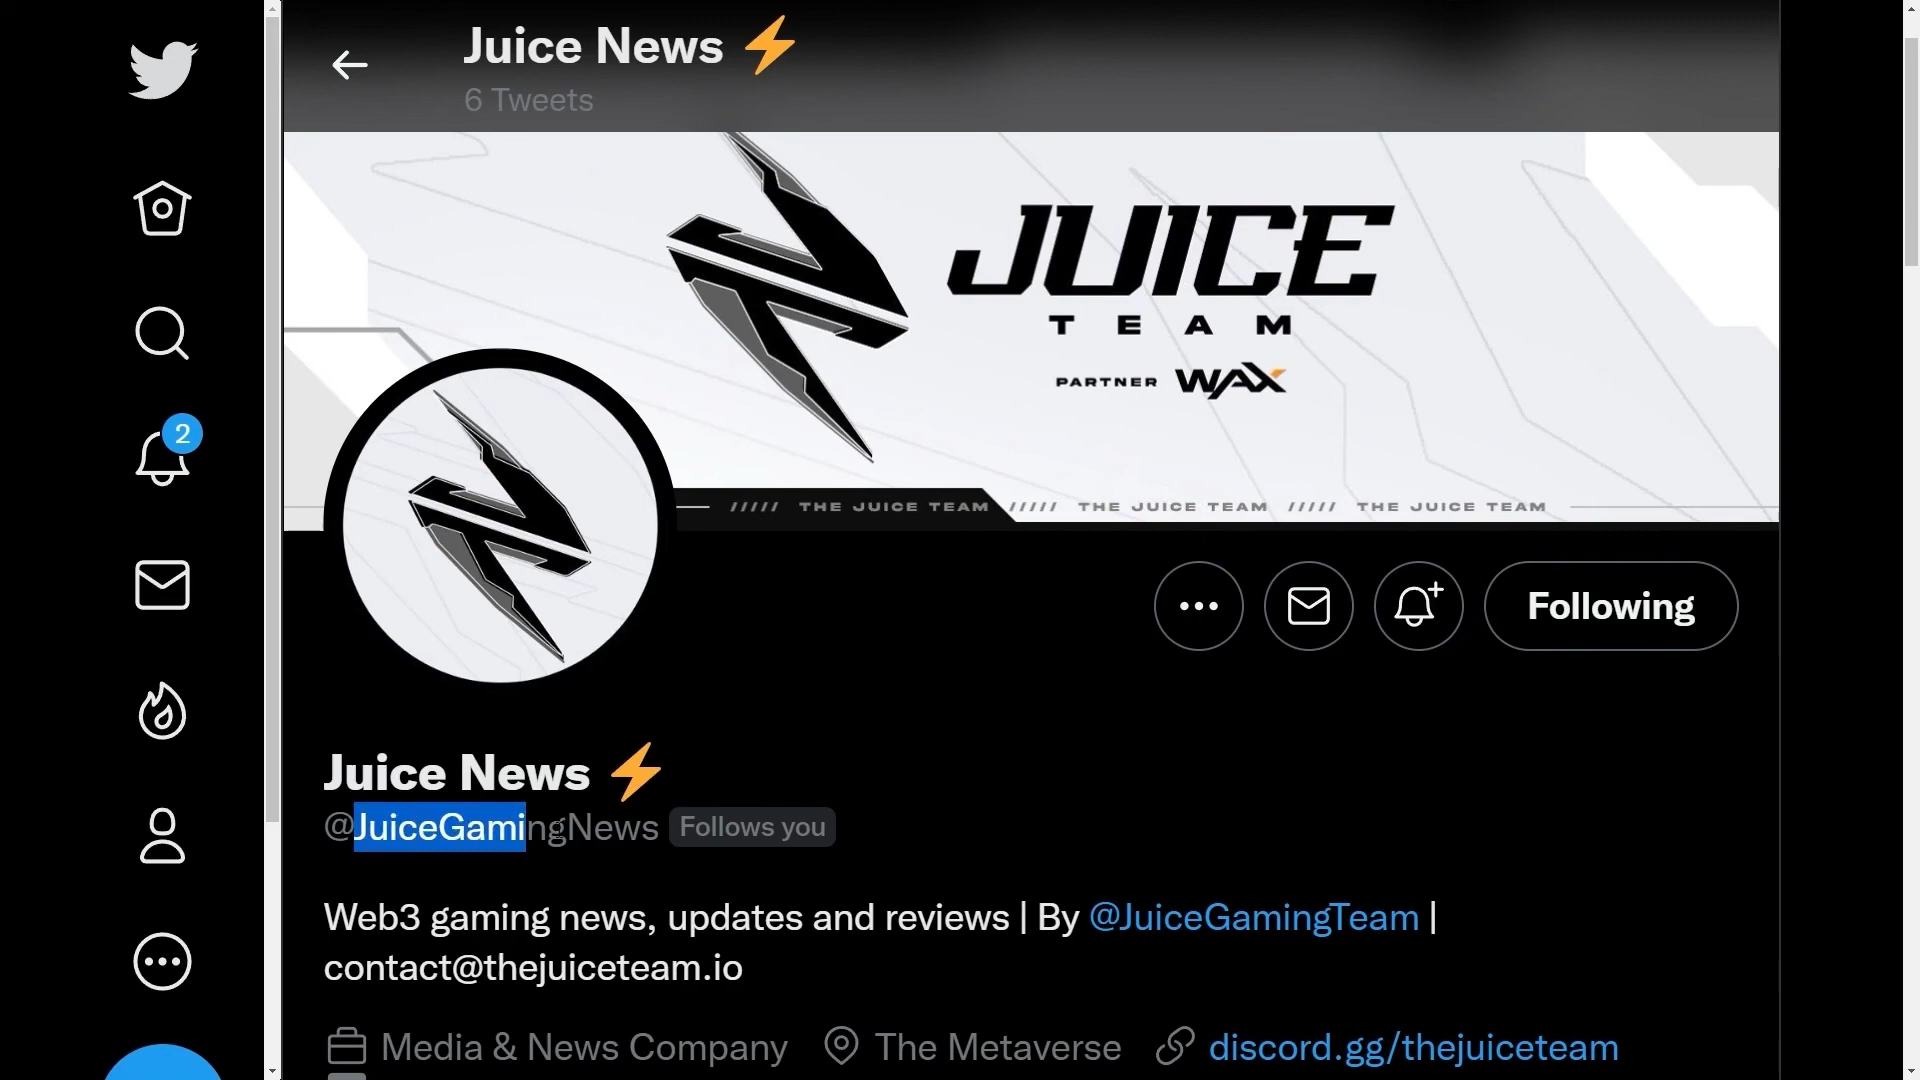 Juice News ⚡
6 Tweets
JUICE
TEAM
PARTNER WAX
///// THE JUICE TEAM ///// THE JUICE TEAM ///// THE JUICE TEAM
2
Following
Juice News ⚡
@JuiceGamingNews Follows you
Web3 gaming news, updates and reviews | By @JuiceGamingTeam |
contact@thejuiceteam.io
Media & News Company The Metaverse discord.gg/thejuiceteam